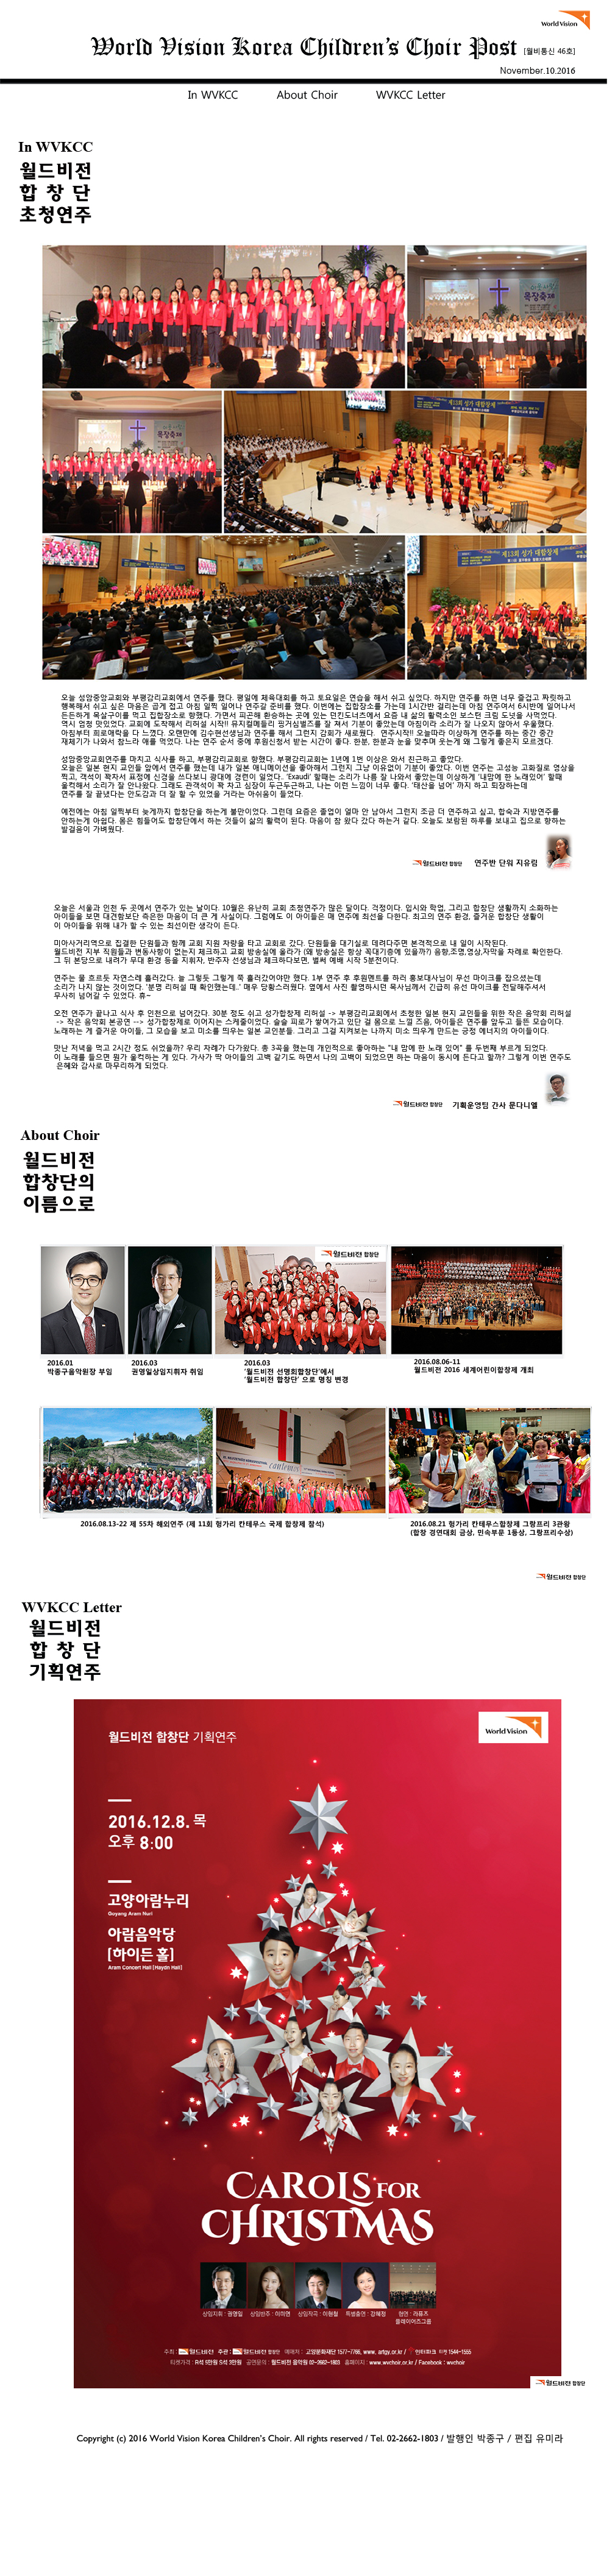 World Vision
World Vision Korea Children's Choir Post
[월비통신 46호]
November.10.2016
In WVKCC
About Choir
WVKCC Letter
In WVKCC
월드비전
합 창 단
초청연주
오늘 성암중앙교회와 부평감리교회에서 연주를 했다. 평일에 체육대회를 하고 토요일은 연습을 해서 쉬고 싶었다. 하지만 연주를 하면 너무 즐겁고 짜릿하고
행복해서 쉬고 싶은 마음은 곱게 접고 아침 일찍 일어나 연주갈 준비를 했다. 이번에는 집합장소를 가는데 1시간반 걸리는데 아침 연주여서 6시반에 일어나서
든든하게 목살구이를 먹고 집합장소로 향했다. 가면서 피곤해 환승하는 곳에 있는 던킨도너츠에서 요즘 내 삶의 활력소인 보스턴 크림 도넛을 사먹었다.
역시 엄청 맛있었다. 교회에 도착해서 리허설 시작!! 뮤지컬메들리 핑거심벌즈를 잘 쳐서 기분이 좋았는데 아침이라 소리가 잘 나오지 않아서 우울했다.
아침부터 희로애락을 다 느꼈다. 오랜만에 김수현선생님과 연주를 해서 그런지 감회가 새로웠다. 연주시작!! 오늘따라 이상하게 연주를 하는 중간 중간
재채기가 나와서 참느라 애를 먹었다. 나는 연주 순서 중에 후원신청서 받는 시간이 좋다. 한분, 한분과 눈을 맞추며 웃는게 왜 그렇게 좋은지 모르겠다.
성암중앙교회연주를 마치고 식사를 하고, 부평감리교회로 향했다. 부평감리교회는 1년에 1번 이상은 와서 친근하고 좋았다.
오늘은 일본 현지 교인들 앞에서 연주를 했는데 내가 일본 애니메이션을 좋아해서 그런지 그냥 이유없이 기분이 좋았다. 이번 연주는 고성능 고화질로 영상을
찍고, 객석이 꽉차서 표정에 신경을 쓰다보니 광대에 경련이 일었다.. 'Exaudi' 할때는 소리가 나름 잘 나와서 좋았는데 이상하게 '내맘에 한 노래있어' 할때
울컥해서 소리가 잘 안나왔다. 그래도 관객석이 꽉 차고 심장이 두근두근하고, 나는 이런 느낌이 너무 좋다. '태산을 넘어' 까지 하고 퇴장하는데
연주를 잘 끝냈다는 안도감과 더 잘 할 수 있었을 거라는 아쉬움이 들었다.
예전에는 아침 일찍부터 늦게까지 합창단에서 하는게 불만이었다. 그런데 요즘은 졸업이 얼마 안 남아서 그런지 조금 더 연주하고 싶고, 합숙과 지방연주를
안하는게 아쉽다. 몸은 힘들어도 합창단에서 하는 것들이 삶의 활력이 된다. 마음이 참 왔다 갔다 하는거 같다. 오늘도 보람된 하루를 보내고 집으로 향하는
발걸음이 가벼웠다.
월드비전 합창단
연주반 단워 지유림
오늘은 서울과 인천 두 곳에서 연주가 있는 날이다. 10월은 유난히 교회 초청연주가 많은 달이다. 걱정이다. 입시와 학업, 그리고 합창단 생활까지 소화하는
아이들을 보면 대견함보단 측은한 마음이 더 큰 게 사실이다. 그럼에도 이 아이들은 매 연주에 최선을 다한다. 최고의 연주 환경, 즐거운 합창단 생활이
이 아이들을 위해 내가 할 수 있는 최선이란 생각이 든다.
미아사거리역으로 집결한 단원들과 함께 교회 지원 차량을 타고 교회로 갔다. 단원들을 대기실로 데려다주면 본격적으로 내 일이 시작된다.
월드비전 지부 직원들과 변동사항이 없는지 체크하고 교회 방송실에 올라가 (왜 방송실은 항상 꼭대기층에 있을까?) 음향,조명,영상,자막을 차례로 확인한다.
그 뒤 본당으로 내려가 무대 환경 등을 지휘자, 반주자 선생님과 체크하다보면, 벌써 예배 시작 5분전이다.
연주는 물 흐르듯 자연스레 흘러갔다. 늘 그렇듯 그렇게 쭉 흘러갔어야만 했다. 1부 연주 후 후원멘트를 하러 홍보대사님이 무선 마이크를 잡으셨는데
소리가 나지 않는 것이었다. '분명 리허설 때 확인했는데..' 매우 당황스러웠다. 옆에서 사진 촬영하시던 목사님께서 긴급히 유선 마이크를 전달해주셔서
무사히 넘어갈 수 있었다. 휴~
오전 연주가 끝나고 식사 후 인천으로 넘어갔다. 30분 정도 쉬고 성가합창제 리허설 -> 부평감리교회에서 초청한 일본 현지 교인들을 위한 작은 음악회 리허설
-> 작은 음악회 본공연 --> 성가합창제로 이어지는 스케줄이었다. 슬슬 피로가 쌓여가고 있단 걸 몸으로 느낄 즈음, 아이들은 연주를 앞두고 들뜬 모습이다.
노래하는 게 즐거운 아이들, 그 모습을 보고 미소를 띄우는 일본 교인분들. 그리고 그걸 지켜보는 나까지 미소 띄우게 만드는 긍정 에너지의 아이들이다.
맛난 저녁을 먹고 2시간 정도 쉬었을까? 우리 차례가 다가왔다. 총 3곡을 했는데 개인적으로 좋아하는 "내 맘에 한 노래 있어" 를 두번째 부르게 되었다.
이 노래를 들으면 뭔가 울컥하는 게 있다. 가사가 딱 아이들의 고백 같기도 하면서 나의 고백이 되었으면 하는 마음이 동시에 든다고 할까? 그렇게 이번 연주도
은혜와 감사로 마무리하게 되었다.
월드비전 합창단
기획운영팀 간사 문다니엘
About Choir
월드비전
합창단의
이름으로
월드비전 합창단
2016.01
박종구음악원장 부임
2016.03
권영일상임지휘자 취임
2016.03
'월드비전 선명회합창단'에서
'월드비전 합창단' 으로 명칭 변경
2016.08.06-11
월드비전 2016 세계어린이합창제 개최
2016.08.13-22 제 55차 해외연주 (제 11회 헝가리 칸테무스 국제 합창제 참석)
2016.08.21 헝가리 칸테무스합창제 그랑프리 3관왕
(합창 경연대회 금상, 민속부문 1등상, 그랑프리수상)
월드비전 합창단
WVKCC Letter
월드비전
합 창 단
기획연주
월드비전 합창단 기획연주
World Vision
2016.12.8. 목
오후 8:00
고양아람누리
Goyang Aram Nuri
아람음악당
[하이든 홀]
Aram Concert Hall [Haydn Hall]
CAROLS FOR
CHRISTMAS
상임지휘 : 권영일
상임반주 : 이하연
상임작곡 : 이현철
특별출연 : 강혜정
협연 : 라퓨즈
플레이어즈그룹
주최 : 월드비전 주관 : 월드비전 합창단 예매처 : 고양문화재단 1577-7766, www. artgy.or.kr / 인터파크 티켓 1544-1555
티켓가격 : R석 5만원 S석 3만원 공연문의 : 월드비전 음악원 02-2662-1803 홈페이지 : www.wvchoir.or.kr / Facebook : wvchoir
월드비전 합창단
Copyright (c) 2016 World Vision Korea Children's Choir. All rights reserved / Tel. 02-2662-1803 / 발행인 박종구 / 편집 유미라